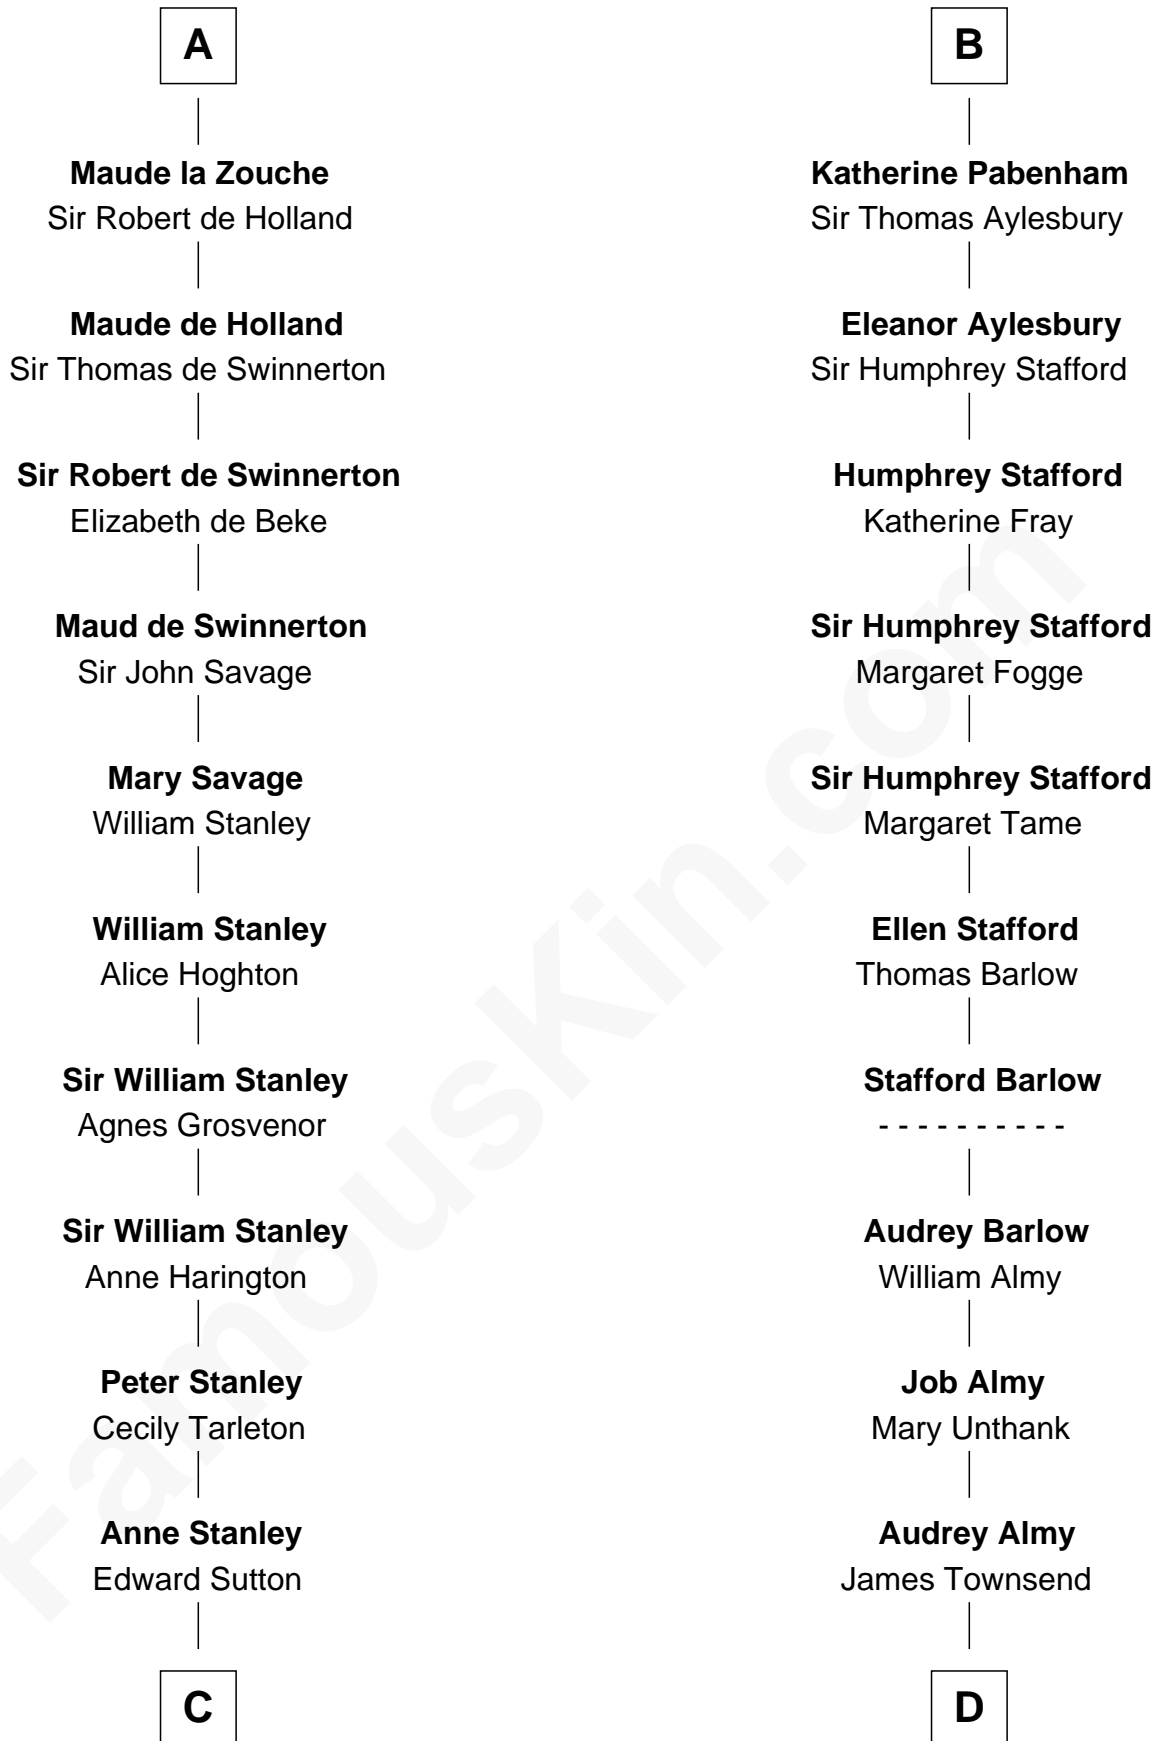 A
Maude la Zouche
Sir Robert de Holland
Maude de Holland
Sir Thomas de Swinnerton
Sir Robert de Swinnerton
Elizabeth de Beke
Maud de Swinnerton
Sir John Savage
Mary Savage
William Stanley
William Stanley
Alice Hoghton
Sir William Stanley
Agnes Grosvenor
Sir William Stanley
Anne Harington
Peter Stanley
Cecily Tarleton
Anne Stanley
Edward Sutton
C
B
Katherine Pabenham
Sir Thomas Aylesbury
Eleanor Aylesbury
Sir Humphrey Stafford
Humphrey Stafford
Katherine Fray
Sir Humphrey Stafford
Margaret Fogge
Sir Humphrey Stafford
Margaret Tame
Ellen Stafford
Thomas Barlow
Stafford Barlow
- - - - - - - - - -
Audrey Barlow
William Almy
Job Almy
Mary Unthank
Audrey Almy
James Townsend
D
FamousKin.com